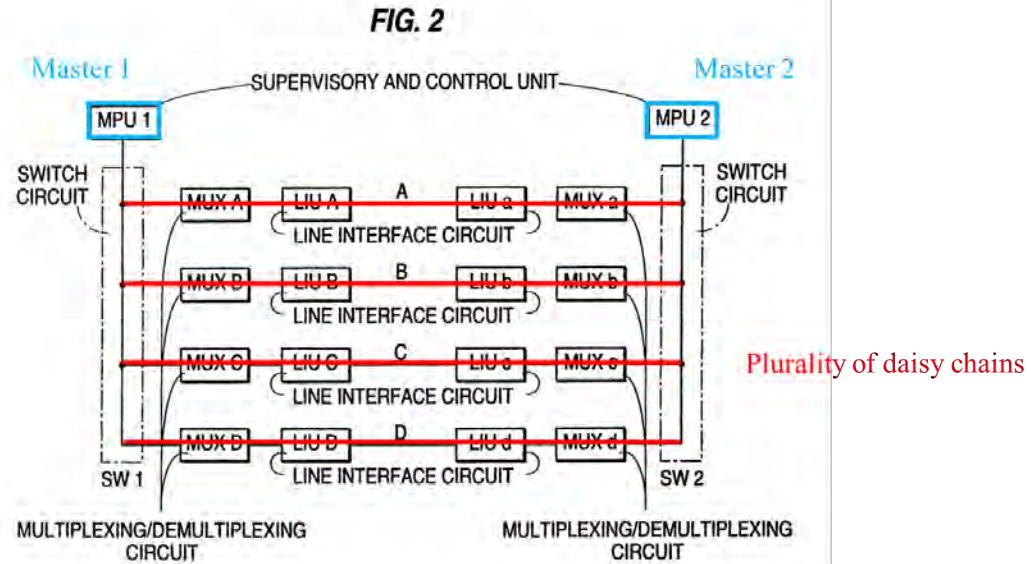 FIG. 2
Master 1
Master 2
SUPERVISORY AND CONTROL UNIT
MPU 1
MPU 2
SWITCH
CIRCUIT
SWITCH
CIRCUIT
MUX A
LIU A
A
LIU a
MUX a
LINE INTERFACE CIRCUIT
MUX B
LIU B
B
LIU b
MUX b
LINE INTERFACE CIRCUIT
MUX C
LIU C
C
MUX c
Plurality of daisy chains
LINE INTERFACE CIRCUIT
MUX D
LIU D
D
LIU d
MUX d
LINE INTERFACE CIRCUIT
SW 1
SW 2
MULTIPLEXING/DEMULTIPLEXING
CIRCUIT
MULTIPLEXING/DEMULTIPLEXING
CIRCUIT